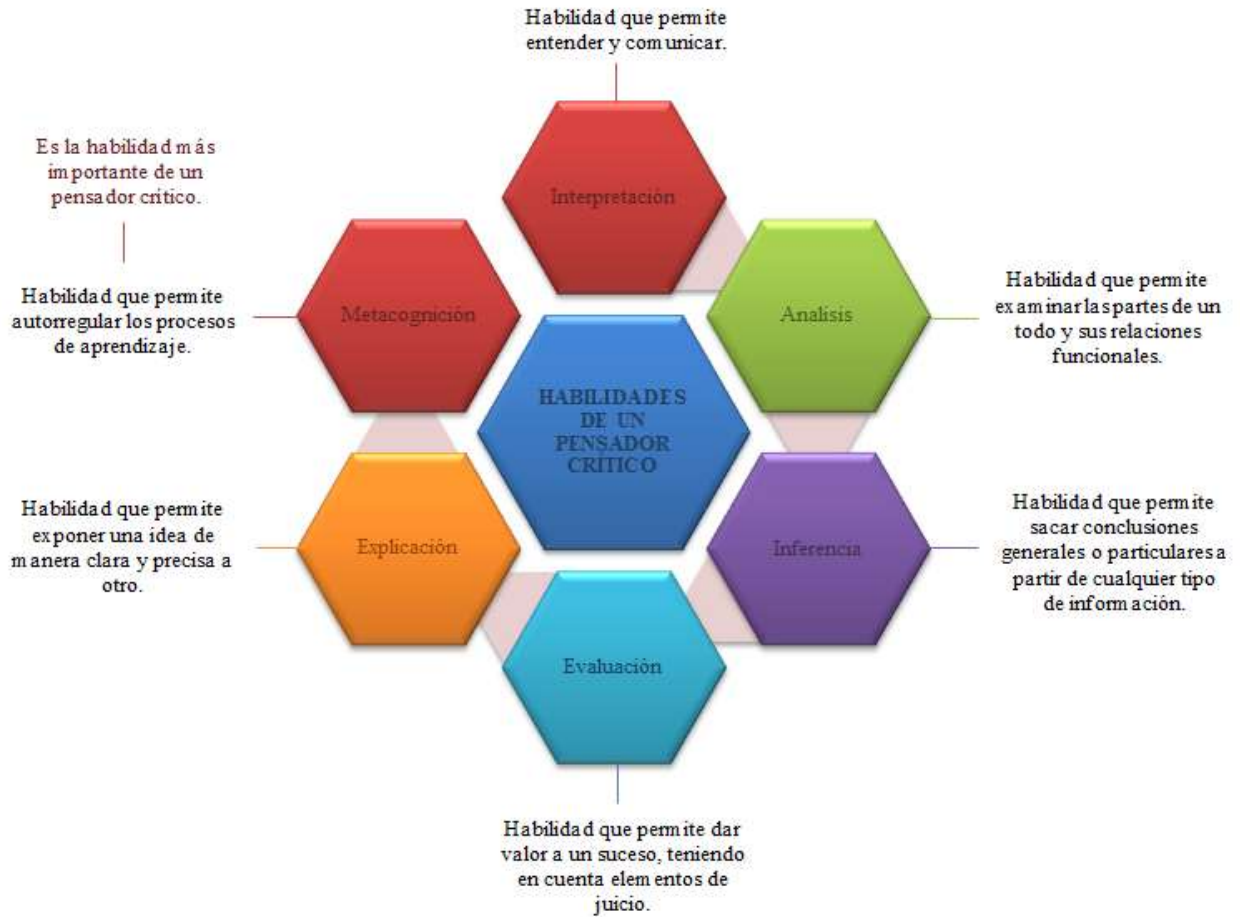 Habilidad que permite
entender y comunicar.
Interpretación
Es la habilidad más
importante de un
pensador crítico.
Habilidad que permite
autorregular los procesos
de aprendizaje.
Metacognición
Analisis
Habilidad que permite
examinar las partes de un
todo y sus relaciones
funcionales.
HABILIDADES
DE UN
PENSADOR
CRÍTICO
Habilidad que permite
exponer una idea de
manera clara y precisa a
otro.
Explicación
Inferencia
Habilidad que permite
sacar conclusiones
generales o particulares a
partir de cualquier tipo
de información.
Evaluación
Habilidad que permite dar
valor a un suceso, teniendo
en cuenta elementos de
juicio.